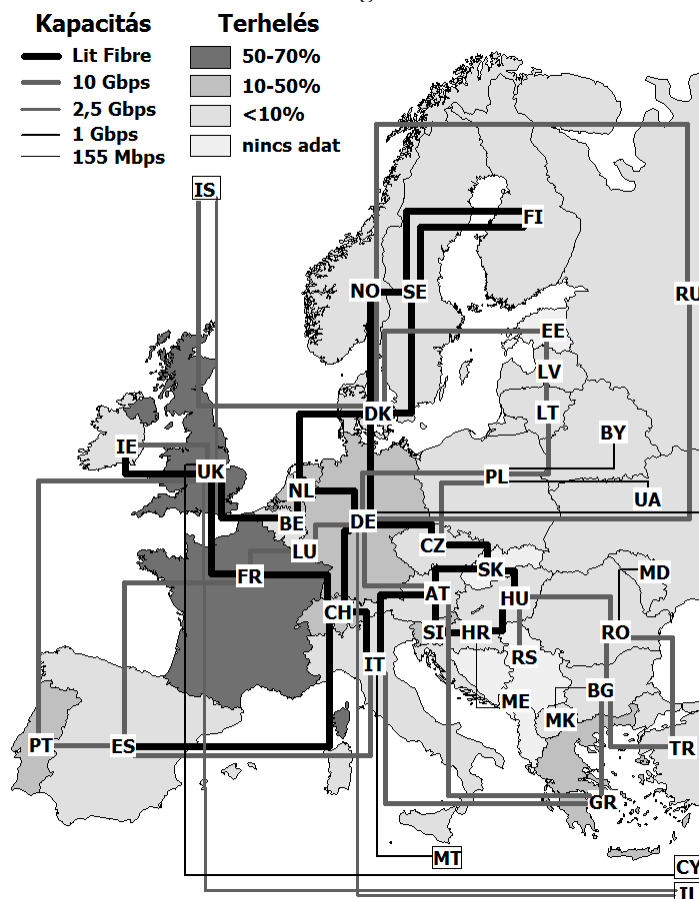 Kapacitás
Lit Fibre
10 Gbps
2,5 Gbps
1 Gbps
155 Mbps
Terhelés
50-70%
10-50%
<10%
nincs adat
IS
FI
NO
SE
RU
EE
LV
LT
DK
BY
IE
UK
NL
PL
UA
BE
DE
LU
CZ
FR
SK
MD
AT
HU
CH
SI
HR
RO
IT
RS
BG
ME
MK
PT
ES
TR
GR
MT
CY
IL